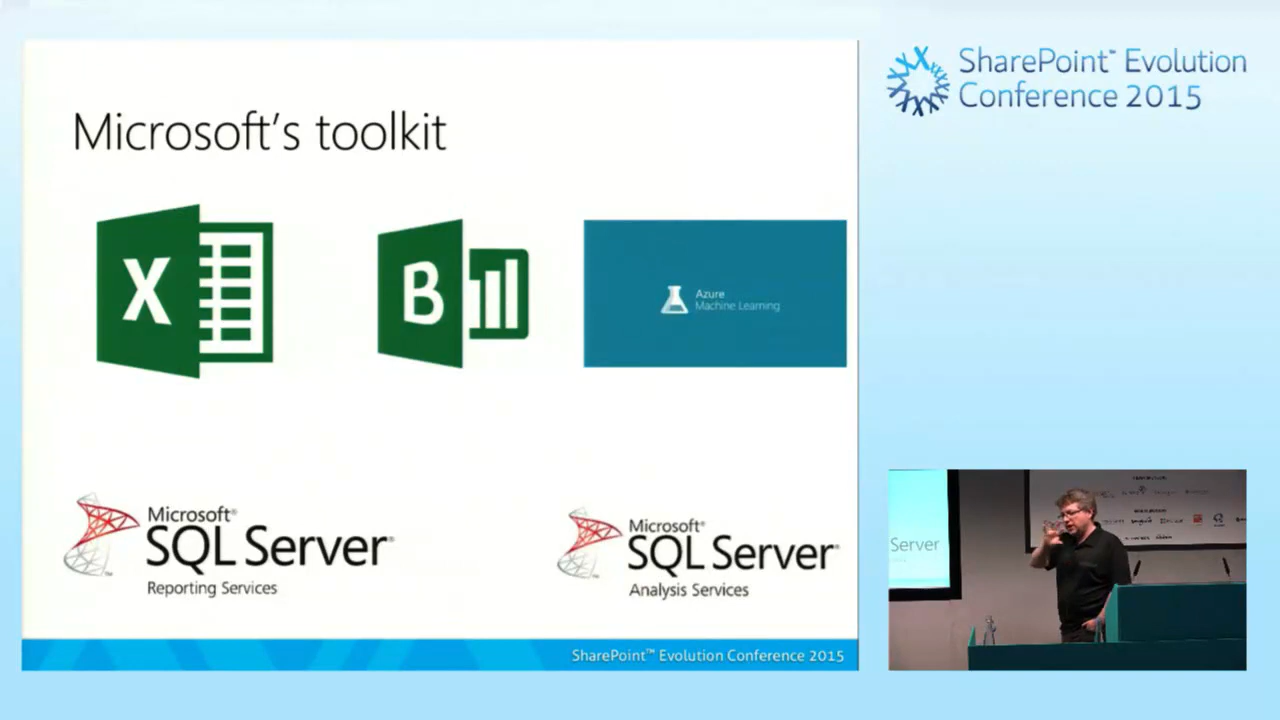 Microsoft's toolkit
X
B
Azure
Machine Learning
Microsoft®
SQL Server®
Reporting Services
Microsoft®
SQL Server®
Analysis Services
SharePoint™ Evolution Conference 2015
SharePoint™ Evolution
Conference 2015
Server